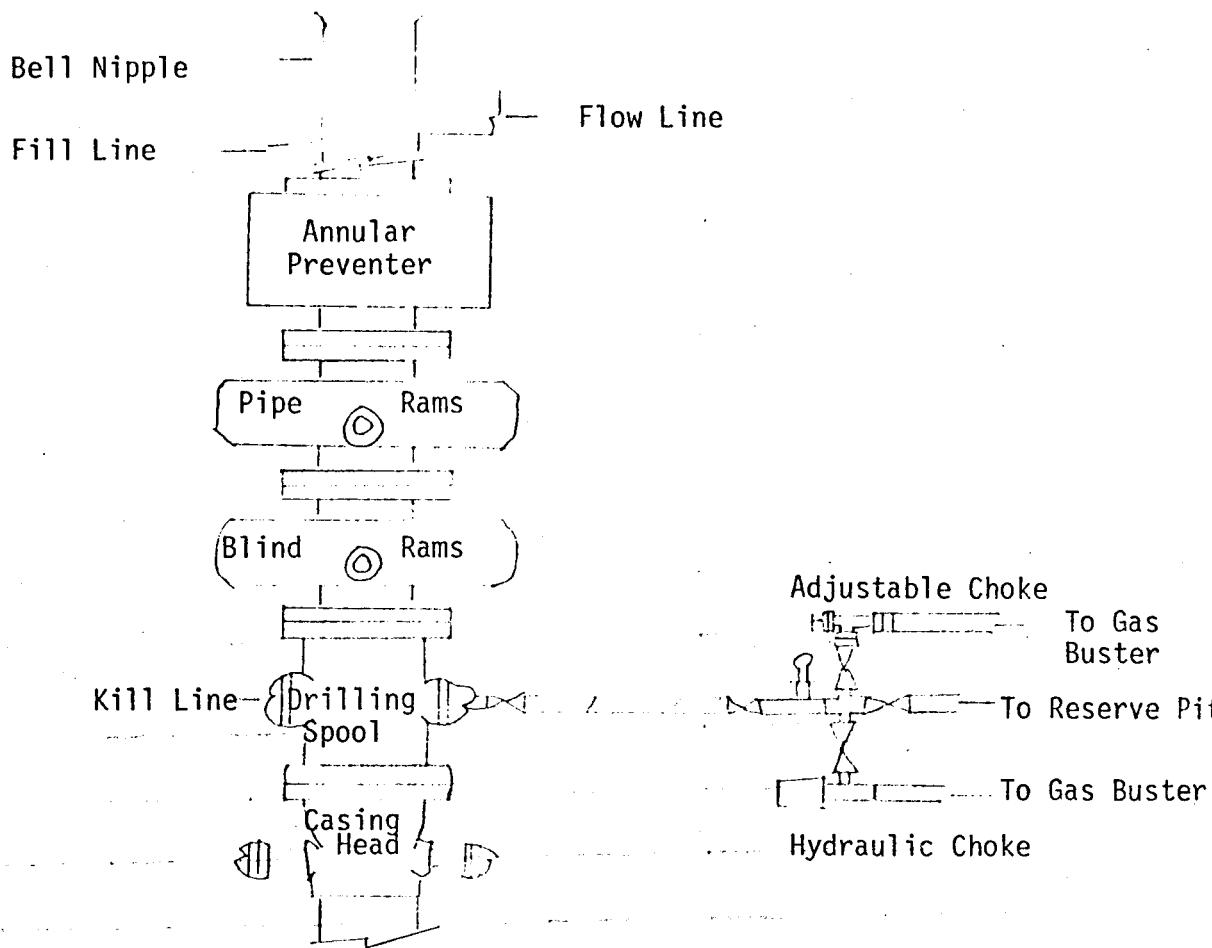 Bell Nipple
Flow Line
Fill Line
Annular
Preventer
Pipe Rams
Blind Rams
Adjustable Choke
To Gas
Buster
Kill Line
Drilling
Spool
To Reserve Pit
To Gas Buster
Casing
Head
Hydraulic Choke